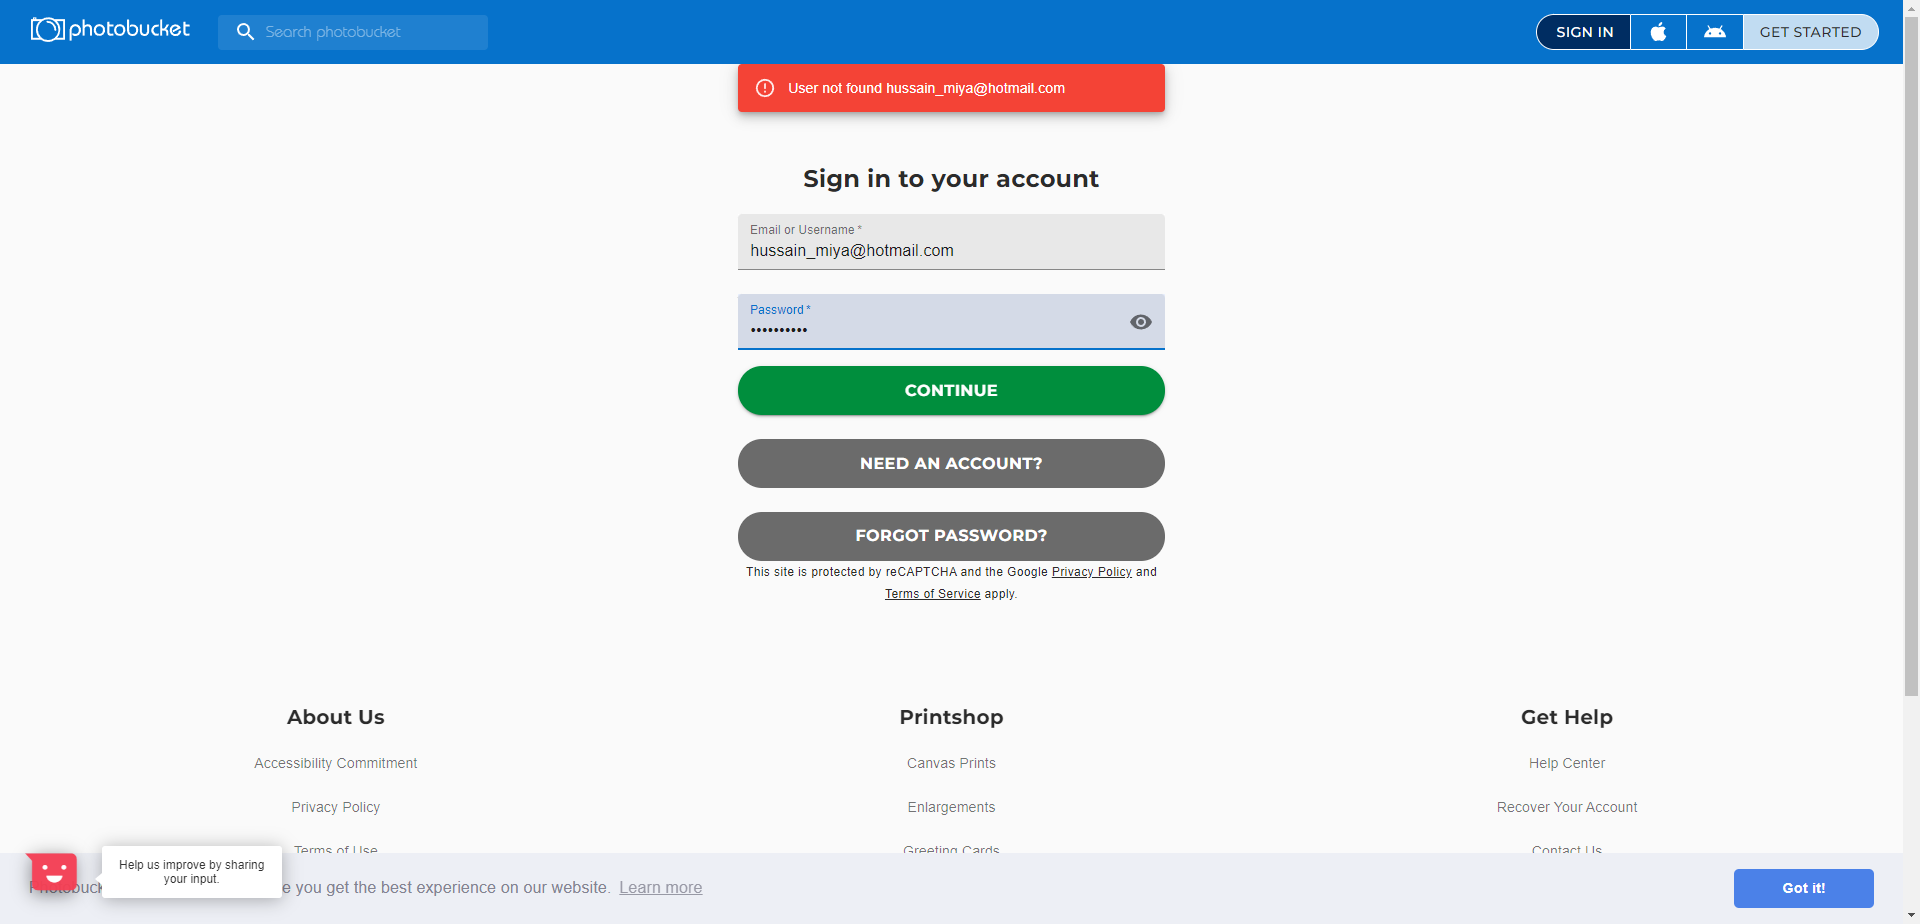 photobucket
Search photobucket
SIGN IN
GET STARTED
User not found hussain_miya@hotmail.com
Sign in to your account
Email or Username *
hussain_miya@hotmail.com
Password *
••••••••••
CONTINUE
NEED AN ACCOUNT?
FORGOT PASSWORD?
This site is protected by reCAPTCHA and the Google Privacy Policy and
Terms of Service apply.
About Us
Accessibility Commitment
Privacy Policy
Terms of Use
Printshop
Canvas Prints
Enlargements
Greeting Cards
Get Help
Help Center
Recover Your Account
Contact Us
Help us improve by sharing
your input.
you get the best experience on our website. Learn more
Got it!